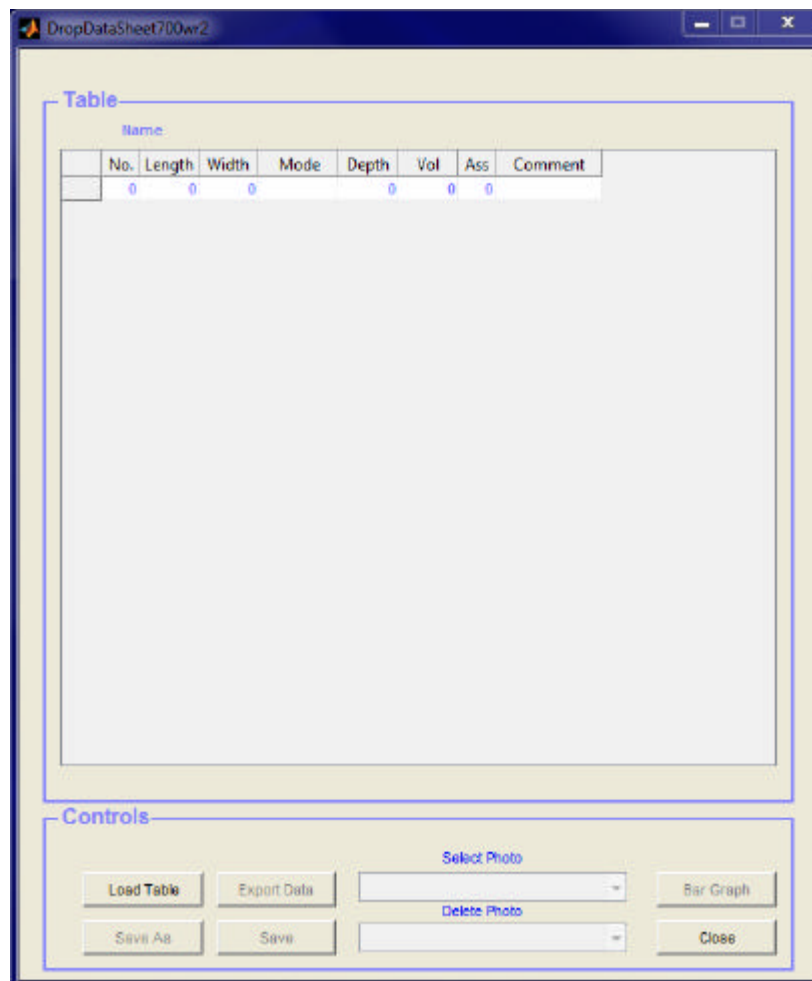 DropDataSheet700wr2
Table
Name
No. Length Width Mode Depth Vol Ass Comment
0 0 0 0 0 0
Controls
Select Photo
Load Table Export Data Bar Graph
Delete Photo
Save As Save Close